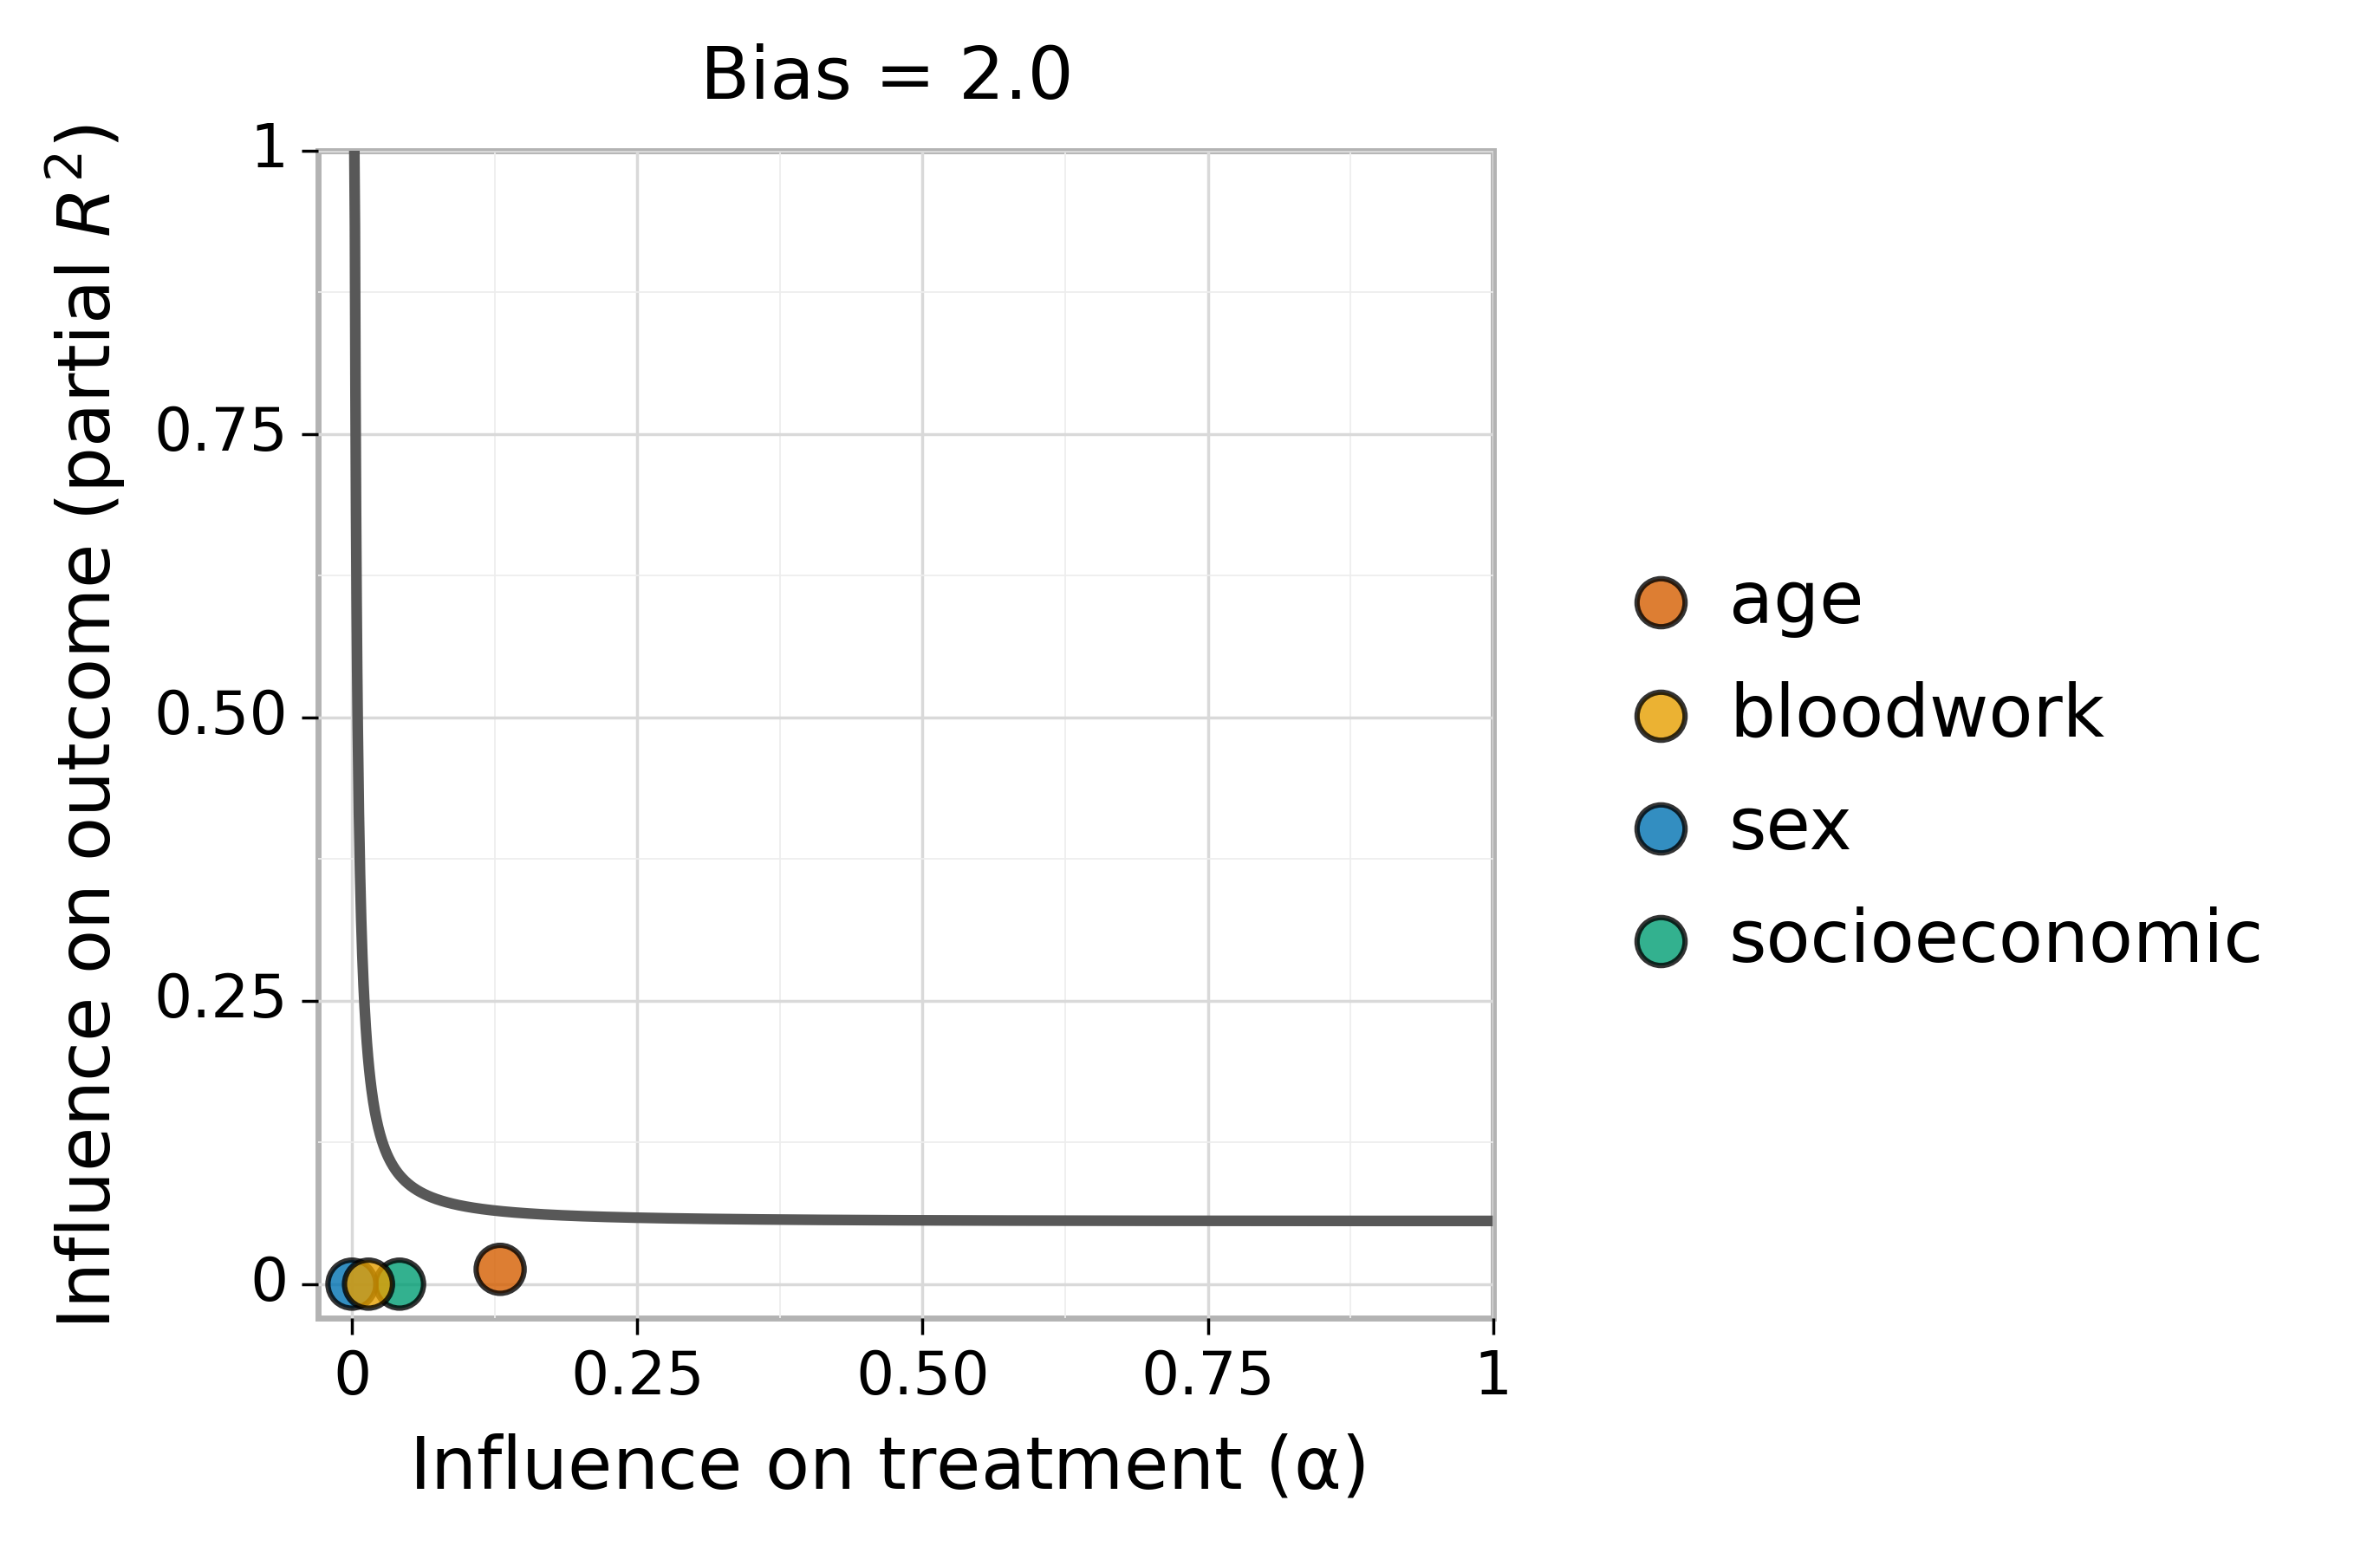 Bias = 2.0
Influence on outcome (partial R²)
1
0.75
0.50
0.25
0
0
0.25
0.50
0.75
1
Influence on treatment (α)
age
bloodwork
sex
socioeconomic